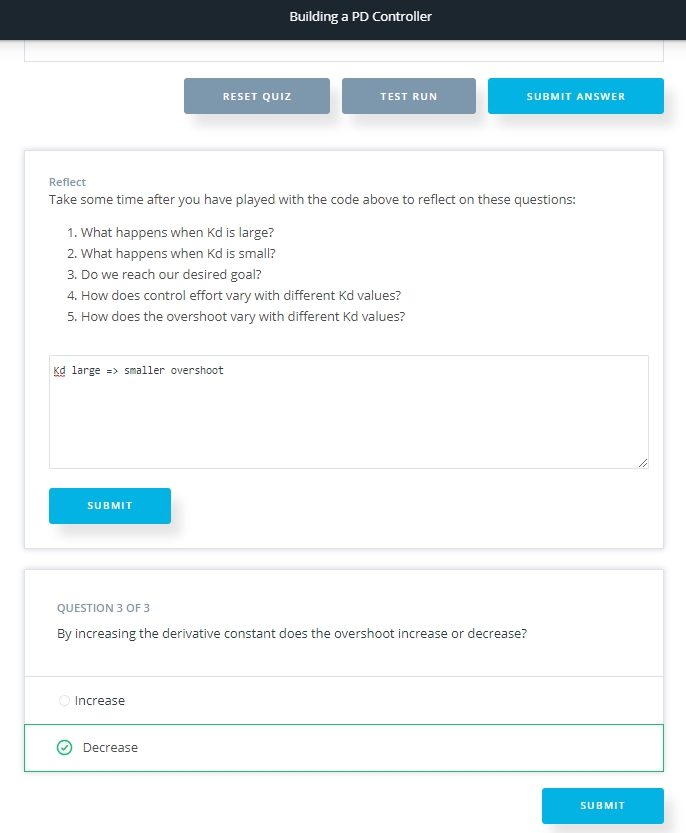 Building a PD Controller
RESET QUIZ
TEST RUN
SUBMIT ANSWER
Reflect
Take some time after you have played with the code above to reflect on these questions:
1. What happens when Kd is large?
2. What happens when Kd is small?
3. Do we reach our desired goal?
4. How does control effort vary with different Kd values?
5. How does the overshoot vary with different Kd values?
Kd large => smaller overshoot
SUBMIT
QUESTION 3 OF 3
By increasing the derivative constant does the overshoot increase or decrease?
Increase
Decrease
SUBMIT